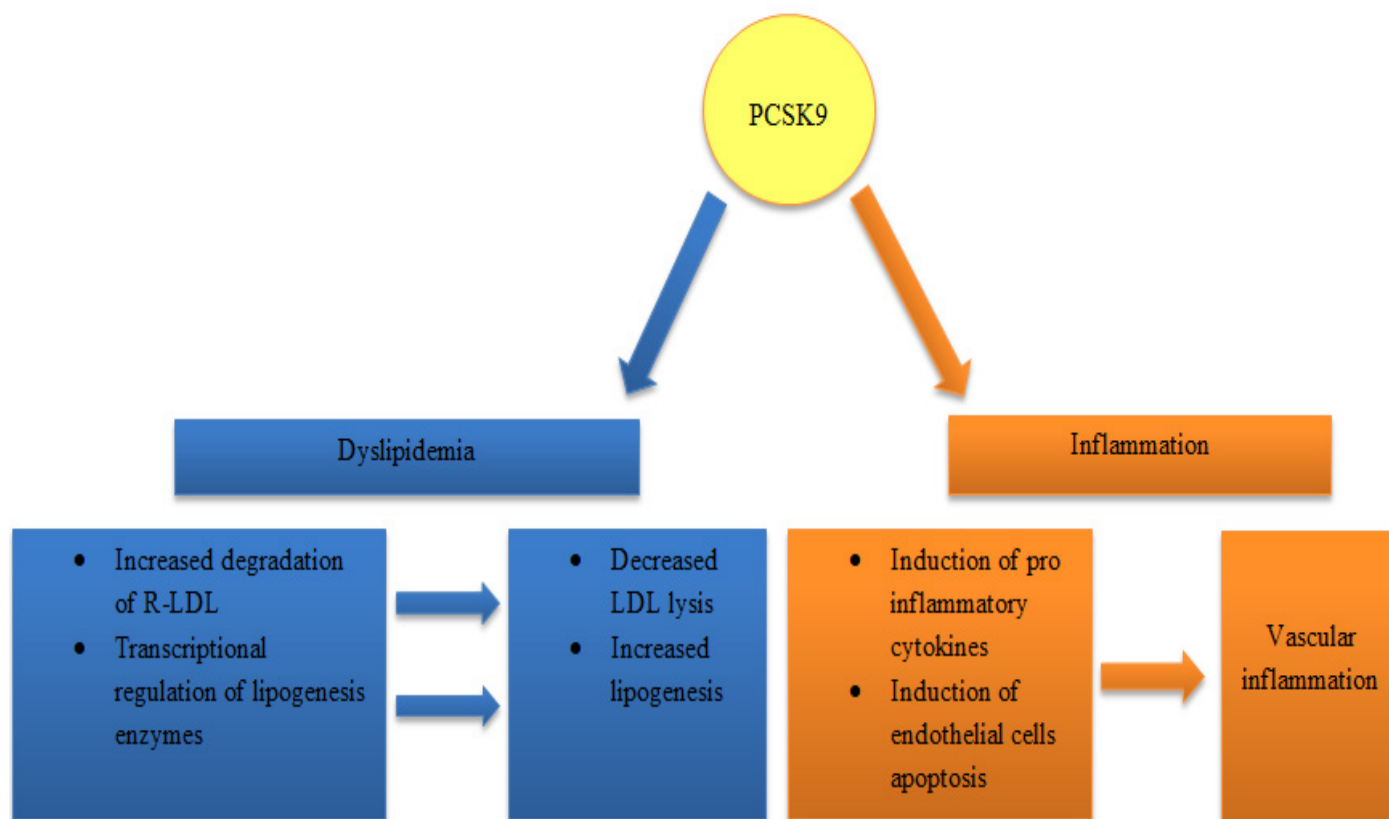 PCSK9
Dyslipidemia
Inflammation
• Increased degradation
of R-LDL
• Transcriptional
regulation of lipogenesis
enzymes
• Decreased
LDL lysis
• Increased
lipogenesis
• Induction of pro
inflammatory
cytokines
• Induction of
endothelial cells
apoptosis
Vascular
inflammation